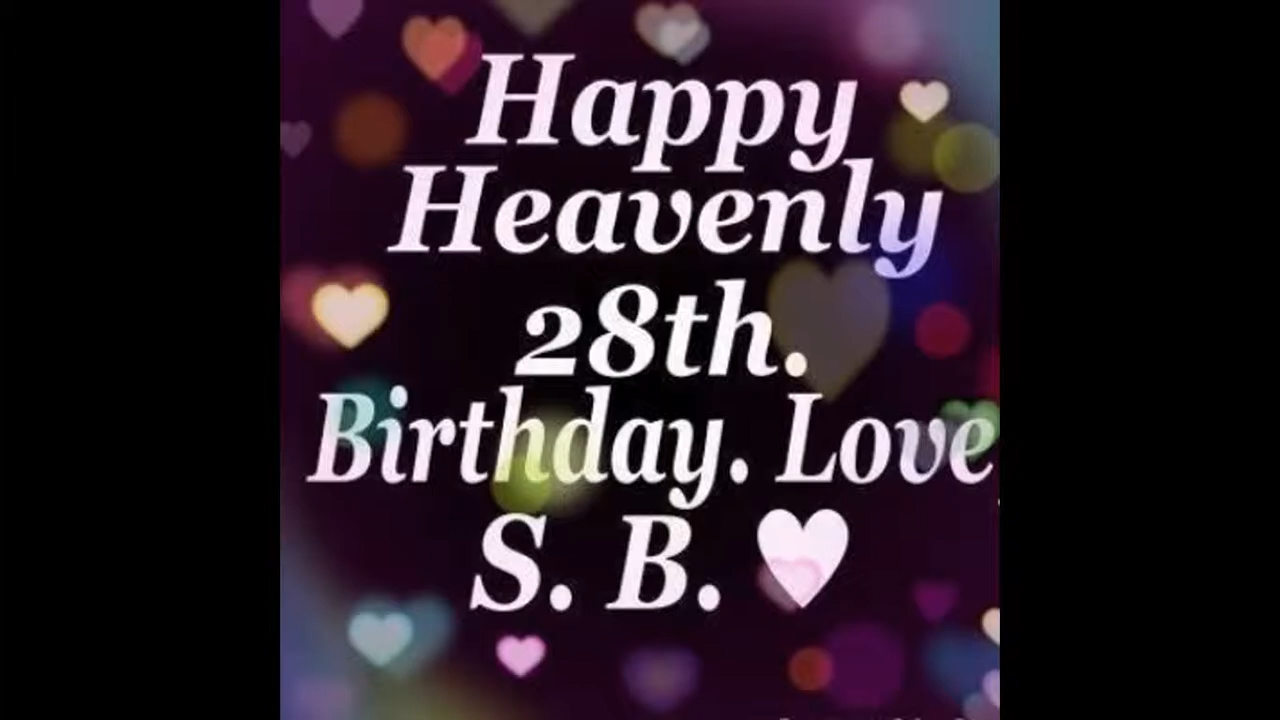 Happy
Heavenly
28th.
Birthday. Love
S. B. ♥